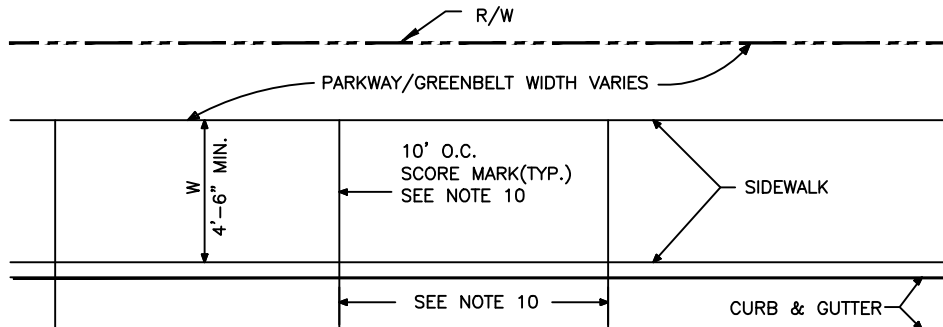 R/W
PARKWAY/GREENBELT WIDTH VARIES
W
4'-6" MIN.
10' O.C.
SCORE MARK(TYP.)
SEE NOTE 10
SIDEWALK
SEE NOTE 10
CURB & GUTTER